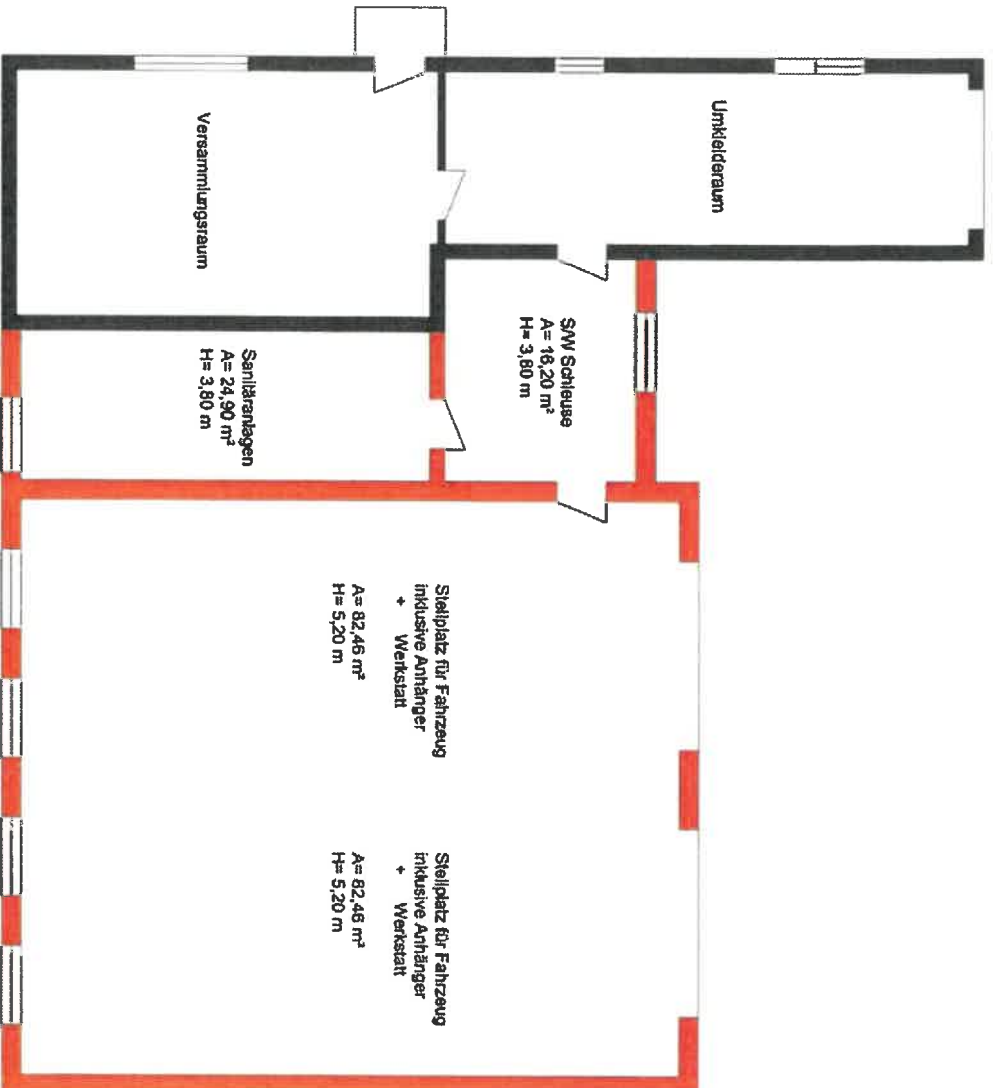 Umkleideraum
Versammlungsraum
S/W Schleuse
A= 16,20 m²
H= 3,80 m
Sanitäranlagen
A= 24,90 m²
H= 3,80 m
Stellplatz für Fahrzeug
inklusive Anhänger
+ Werkstatt
A= 82,46 m²
H= 5,20 m
Stellplatz für Fahrzeug
inklusive Anhänger
+ Werkstatt
A= 82,46 m²
H= 5,20 m